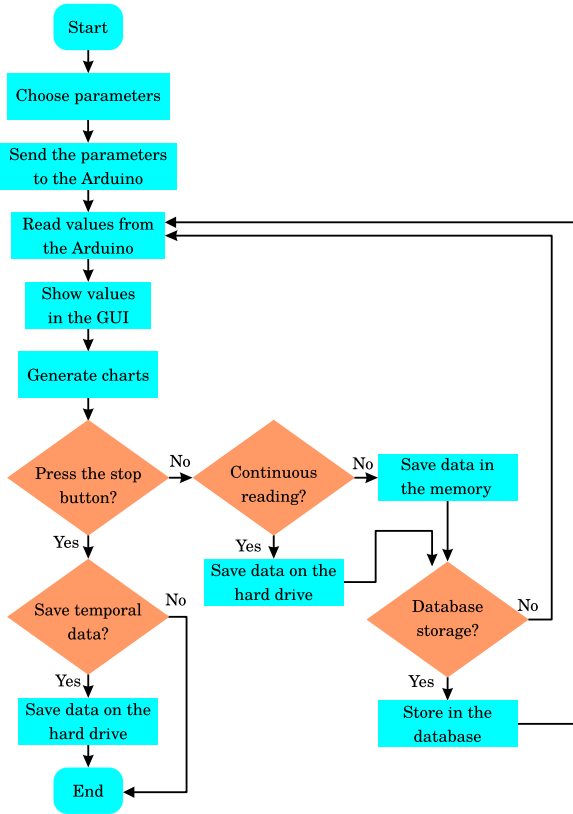 Start
Choose parameters
Send the parameters
to the Arduino
Read values from
the Arduino
Show values
in the GUI
Generate charts
Press the stop
button?
No
Continuous
reading?
No
Save data in
the memory
Yes
Yes
Save data on the
hard drive
Save temporal
data?
No
Database
storage?
No
Yes
Save data on the
hard drive
Yes
Store in the
database
End